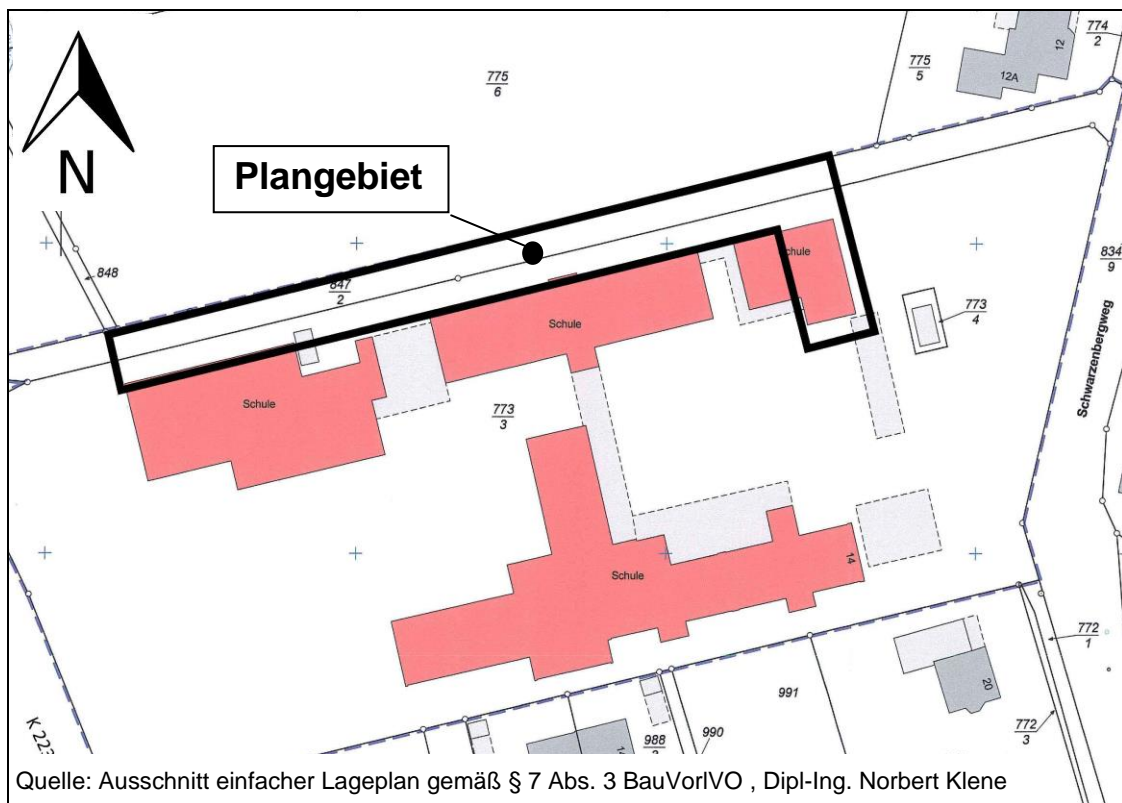 774
2
775
5
12
12A
775
6
N
Plangebiet
848
847
2
Schule
834
9
773
4
Schule
Schule
773
3
Schwarzenbergweg
Schule
14
K 223
772
1
991
20
990
988
772
3
Quelle: Ausschnitt einfacher Lageplan gemäß § 7 Abs. 3 BauVorlVO , Dipl-Ing. Norbert Klene